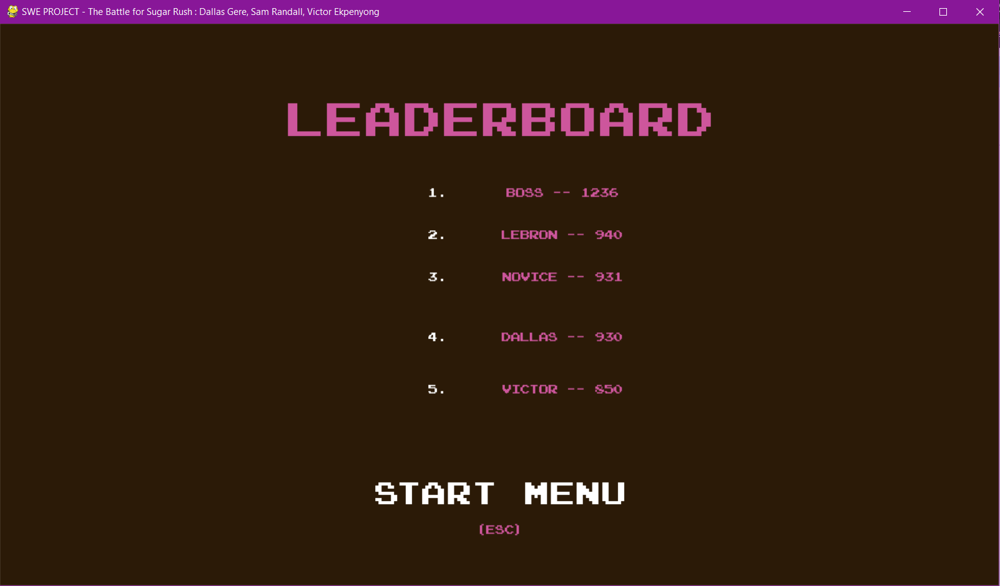 SWE PROJECT - The Battle for Sugar Rush : Dallas Gere, Sam Randall, Victor Ekpenyong
LEADERBOARD
1. BOSS -- 1236
2. LEBRON -- 940
3. NOVICE -- 931
4. DALLAS -- 930
5. VICTOR -- 850
START MENU
(ESC)